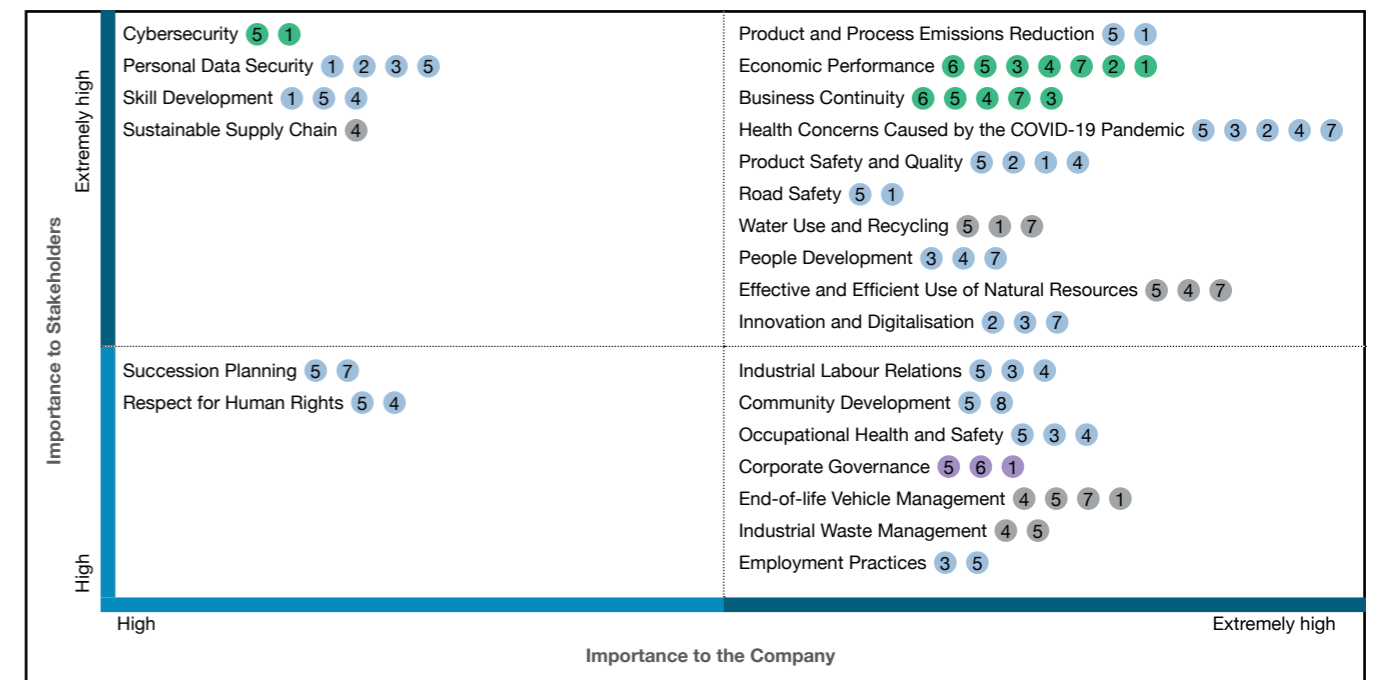 Cybersecurity 5 1
Personal Data Security 1 2 3 5
Skill Development 1 5 4
Sustainable Supply Chain 4
Product and Process Emissions Reduction 5 1
Economic Performance 6 5 3 4 7 2 1
Business Continuity 6 5 4 7 3
Health Concerns Caused by the COVID-19 Pandemic 5 3 2 4 7
Product Safety and Quality 5 2 1 4
Road Safety 5 1
Water Use and Recycling 5 1 7
People Development 3 4 7
Effective and Efficient Use of Natural Resources 5 4 7
Innovation and Digitalisation 2 3 7
Succession Planning 5 7
Respect for Human Rights 5 4
Industrial Labour Relations 5 3 4
Community Development 5 8
Occupational Health and Safety 5 3 4
Corporate Governance 5 6 1
End-of-life Vehicle Management 4 5 7 1
Industrial Waste Management 4 5
Employment Practices 3 5
Importance to Stakeholders
Extremely high
High
High
Extremely high
Importance to the Company